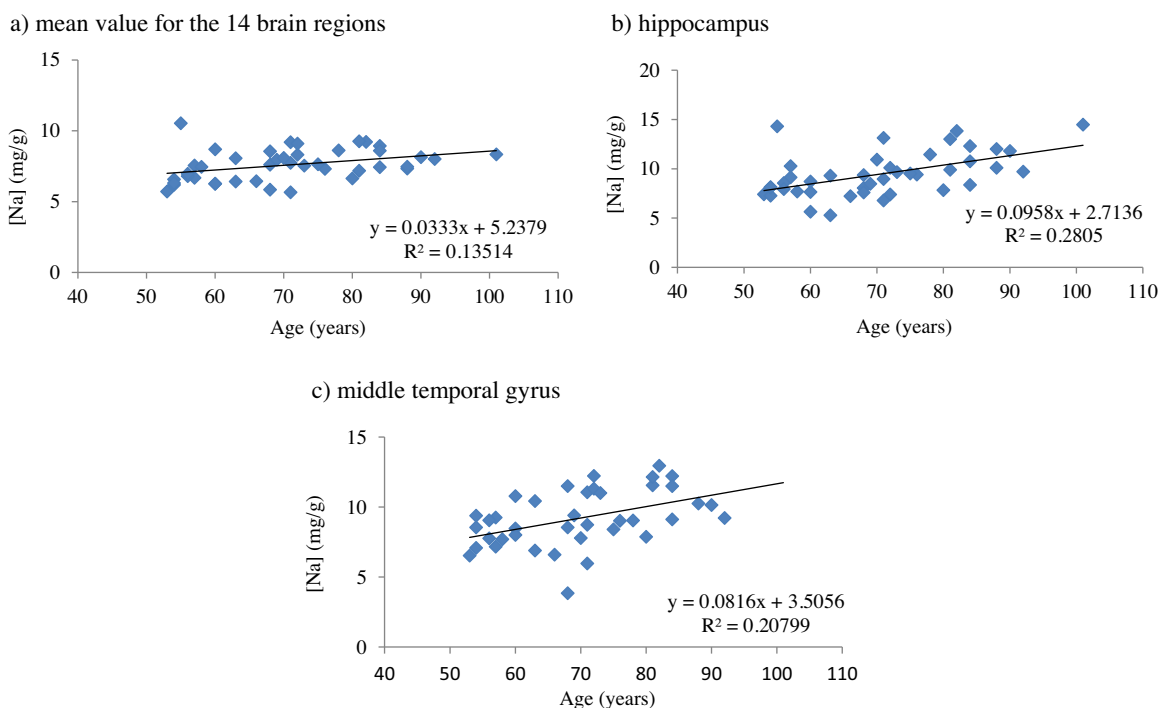 a) mean value for the 14 brain regions
15
10
5
0
[Na] (mg/g)
y = 0.0333x + 5.2379
R² = 0.13514
40 50 60 70 80 90 100 110
Age (years)
b) hippocampus
20
15
10
5
0
[Na] (mg/g)
y = 0.0958x + 2.7136
R² = 0.2805
40 50 60 70 80 90 100 110
Age (years)
c) middle temporal gyrus
15
10
5
0
[Na] (mg/g)
y = 0.0816x + 3.5056
R² = 0.20799
40 50 60 70 80 90 100 110
Age (years)